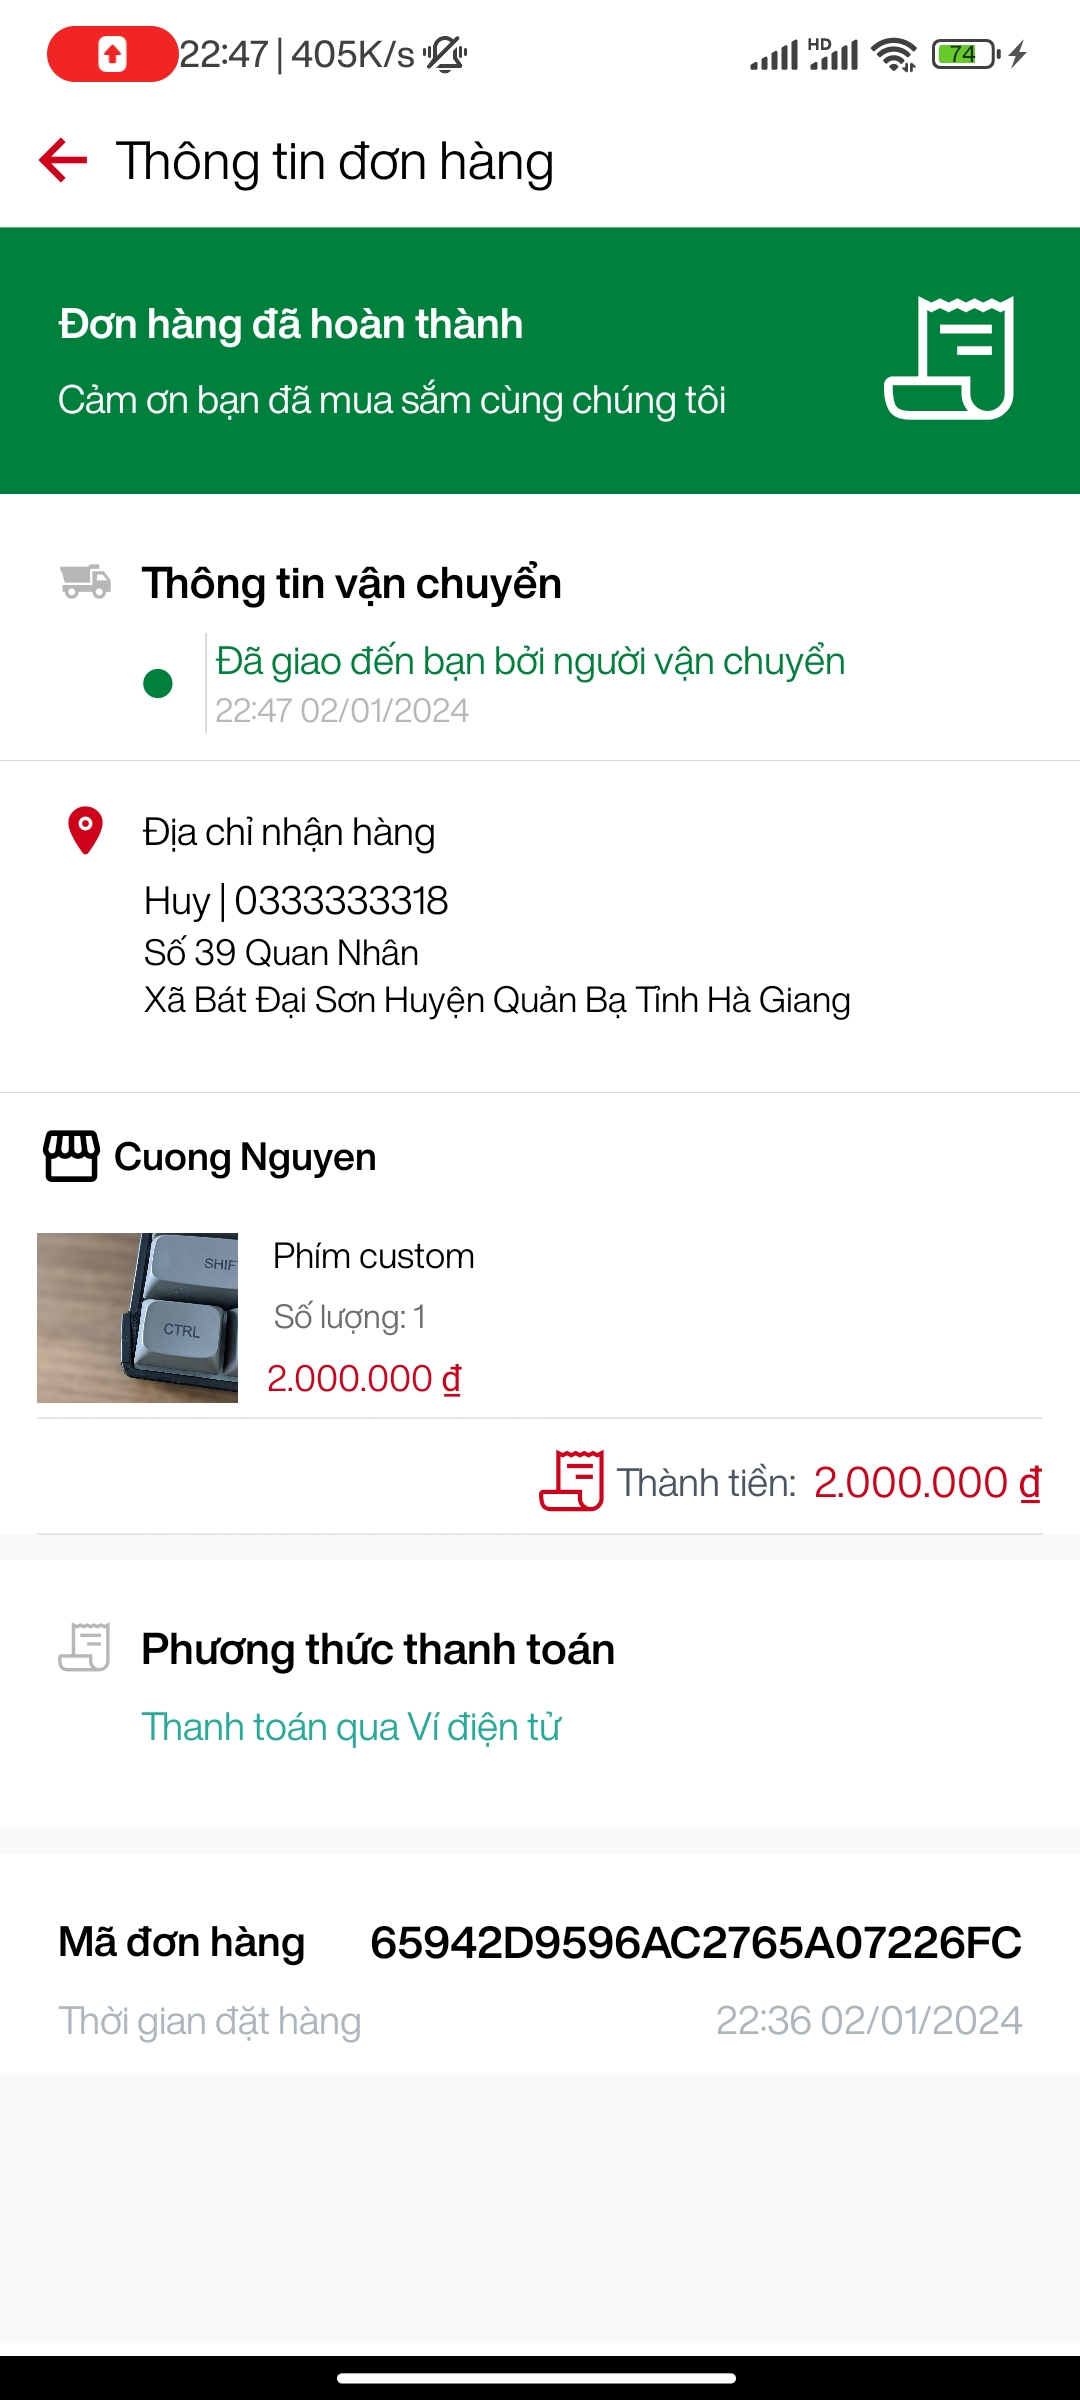 22:47 | 405K/s HD 74
Thông tin đơn hàng
Đơn hàng đã hoàn thành
Cảm ơn bạn đã mua sắm cùng chúng tôi
Thông tin vận chuyển
Đã giao đến bạn bởi người vận chuyển
22:47 02/01/2024
Địa chỉ nhận hàng
Huy | 0333333318
Số 39 Quan Nhân
Xã Bát Đại Sơn Huyện Quản Bạ Tỉnh Hà Giang
Cuong Nguyen
SHIF
CTRL
Phím custom
Số lượng: 1
2.000.000 ₫
Thành tiền: 2.000.000 ₫
Phương thức thanh toán
Thanh toán qua Ví điện tử
Mã đơn hàng 65942D9596AC2765A07226FC
Thời gian đặt hàng 22:36 02/01/2024